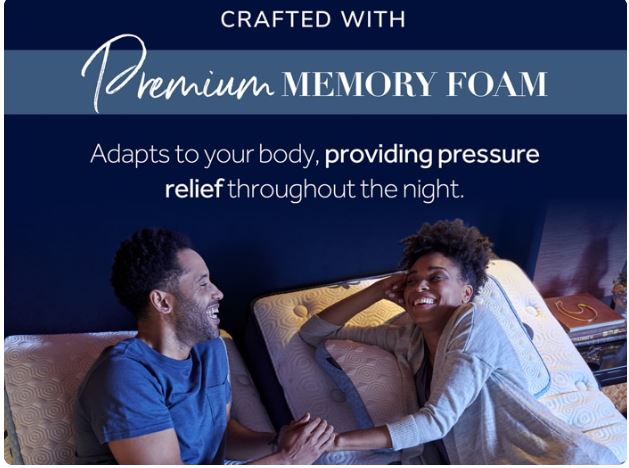 CRAFTED WITH
Premium MEMORY FOAM
Adapts to your body, providing pressure
relief throughout the night.